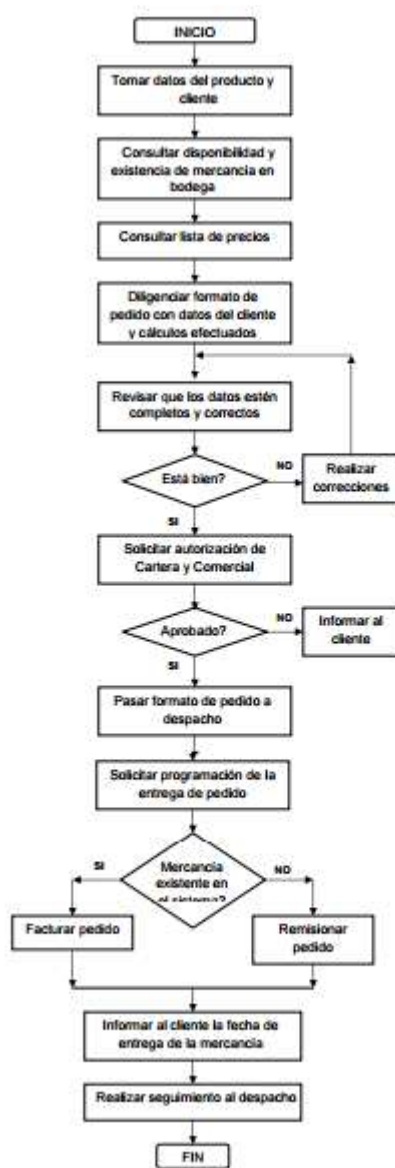 INICIO
Tomar datos del producto y
cliente
Consultar disponibilidad y
existencia de mercancía en
bodega
Consultar lista de precios
Diligenciar formato de
pedido con datos del cliente
y cálculos efectuados
Revisar que los datos estén
completos y correctos
Está bien?
NO
Realizar
correcciones
SI
Solicitar autorización de
Cartera y Comercial
Aprobado?
NO
Informar al
cliente
SI
Pasar formato de pedido a
despacho
Solicitar programación de la
entrega de pedido
SI
Mercancía
existente en
el sistema?
NO
Facturar pedido
Remisionar
pedido
Informar al cliente la fecha de
entrega de la mercancía
Realizar seguimiento al despacho
FIN